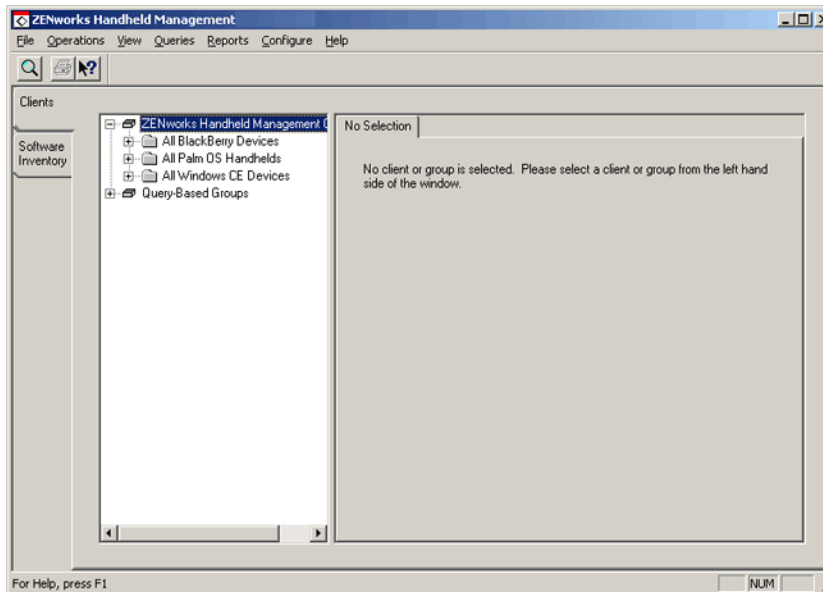 ZENworks Handheld Management
File Operations View Queries Reports Configure Help
Clients
Software
Inventory
ZENworks Handheld Management
All BlackBerry Devices
All Palm OS Handhelds
All Windows CE Devices
Query-Based Groups
No Selection
No client or group is selected. Please select a client or group from the left hand
side of the window.
For Help, press F1
NUM